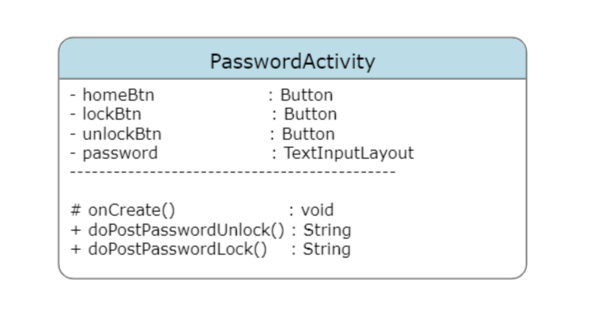 PasswordActivity
- homeBtn : Button
- lockBtn : Button
- unlockBtn : Button
- password : TextInputLayout
--------------------------------------------
# onCreate() : void
+ doPostPasswordUnlock() : String
+ doPostPasswordLock() : String